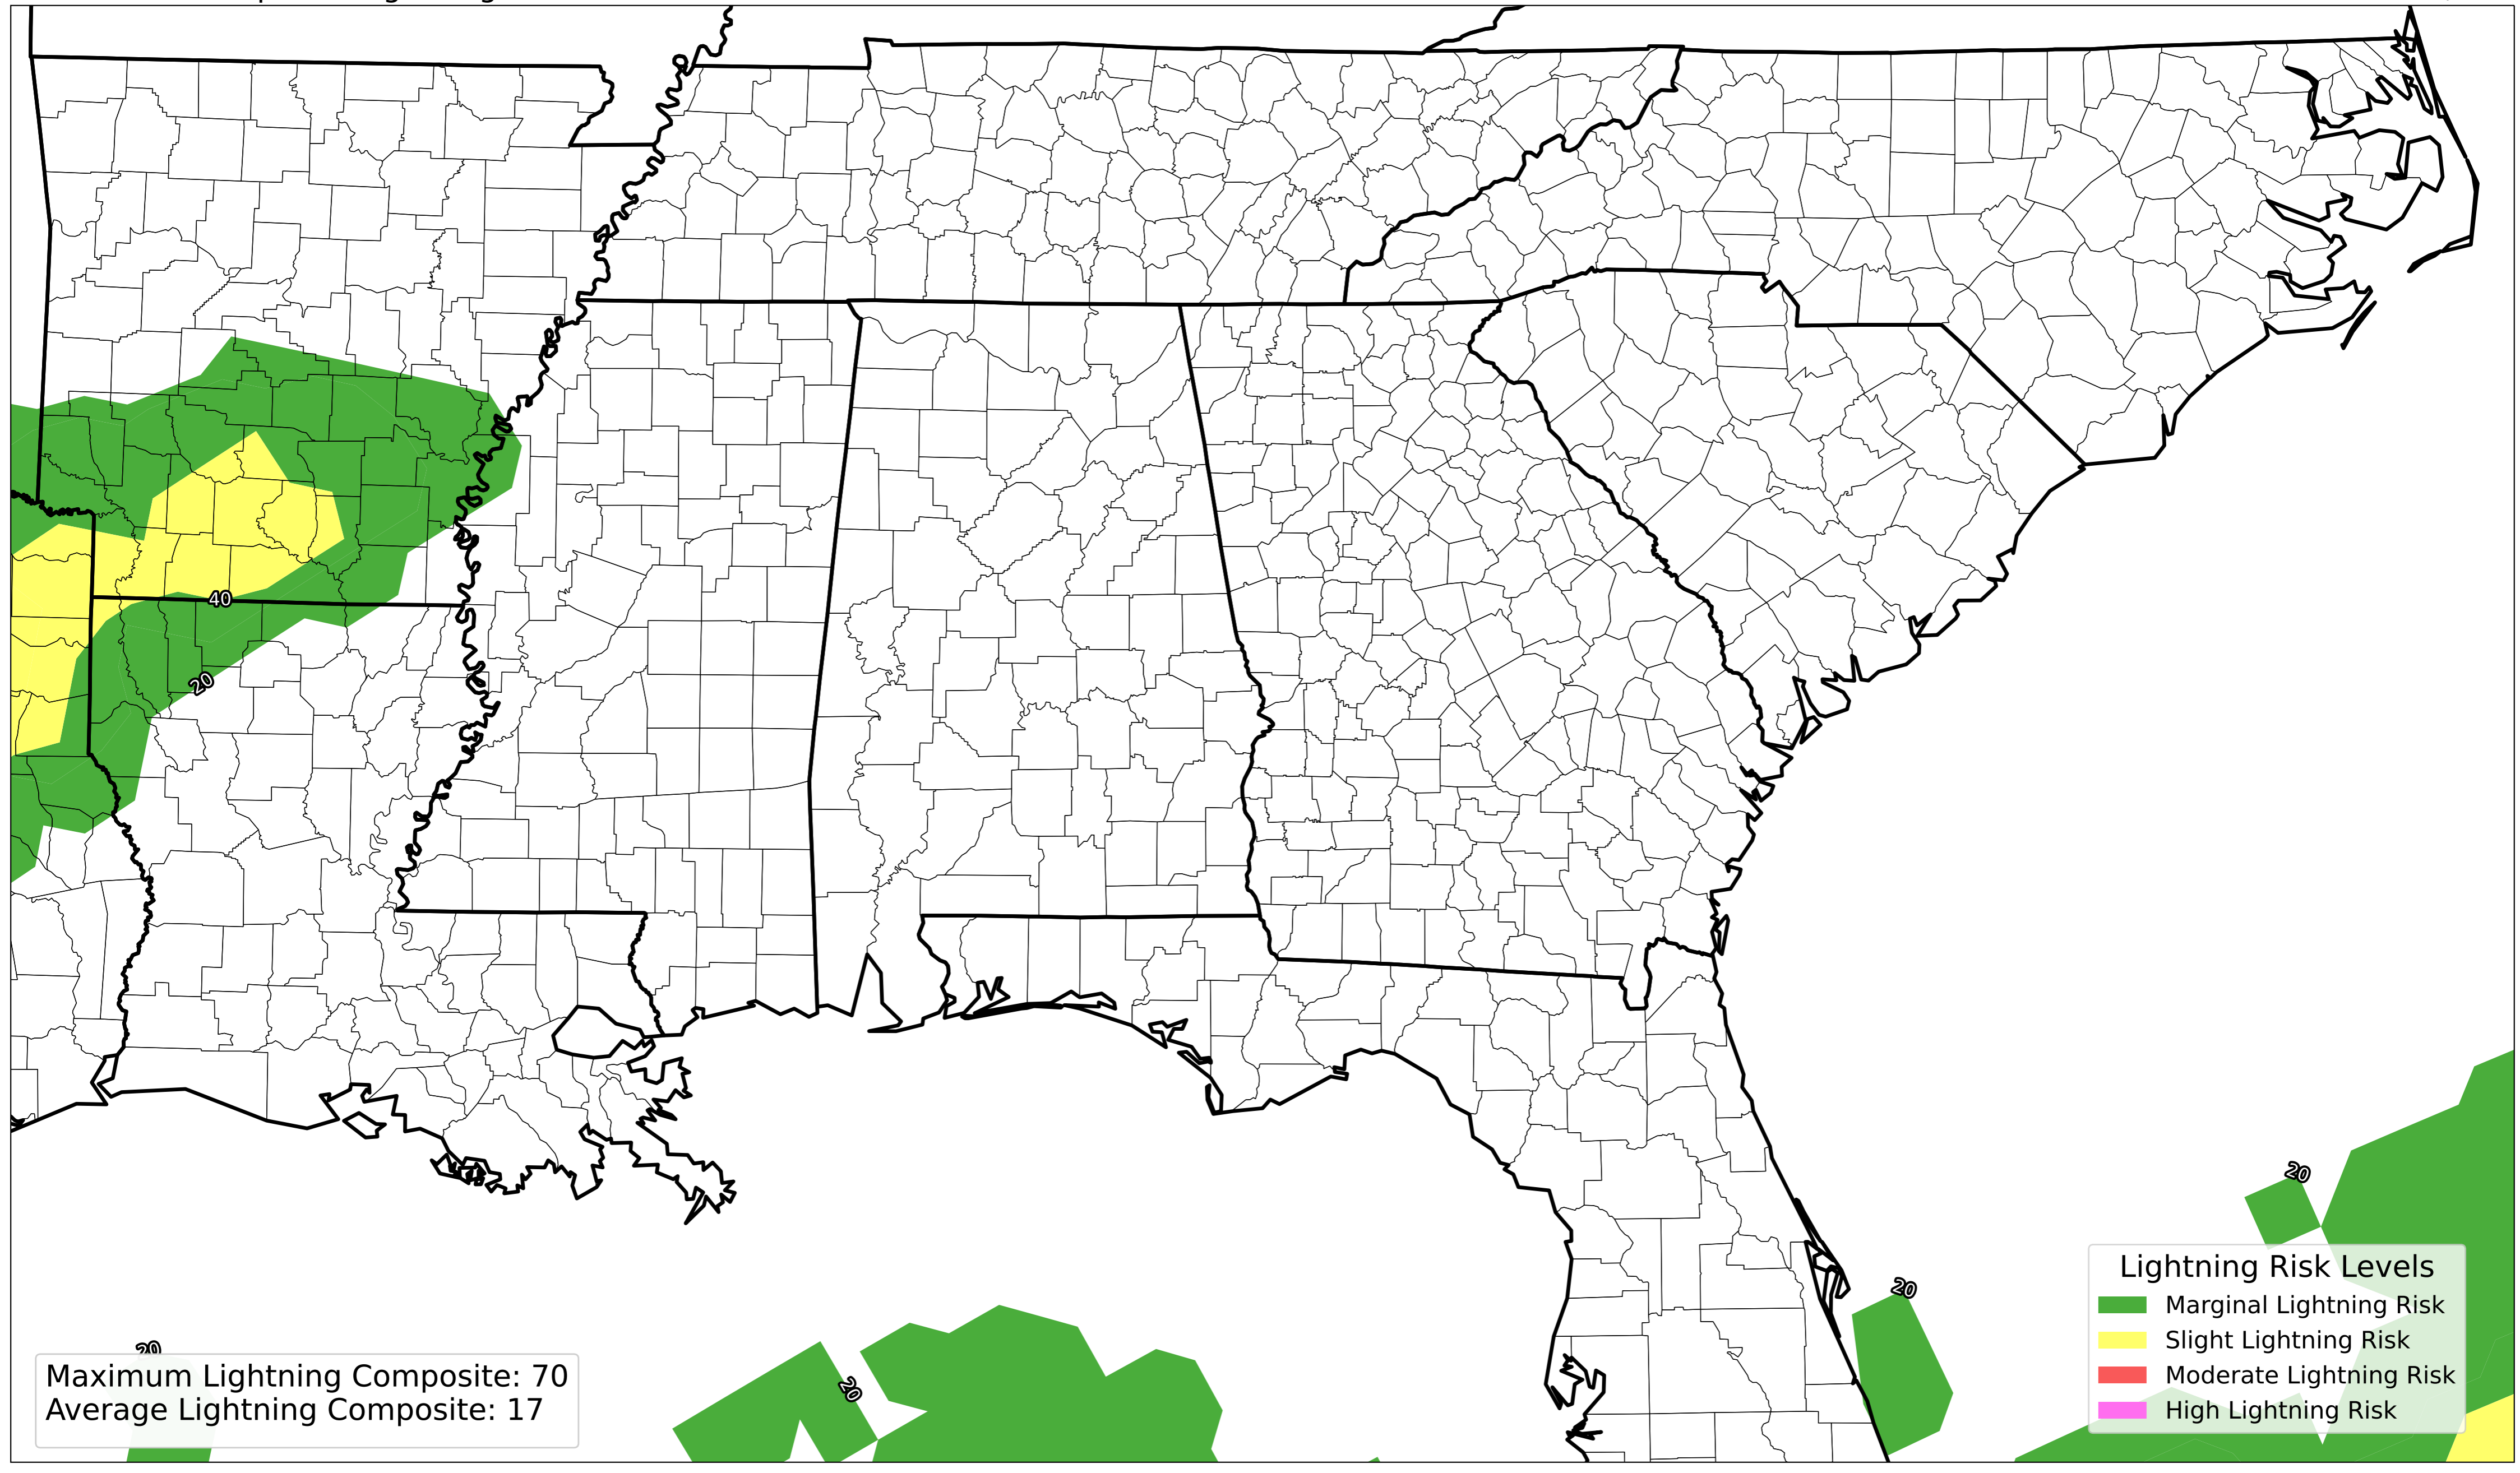 40
20
20
20
20
20
Maximum Lightning Composite: 70
Average Lightning Composite: 17
Lightning Risk Levels
Marginal Lightning Risk
Slight Lightning Risk
Moderate Lightning Risk
High Lightning Risk